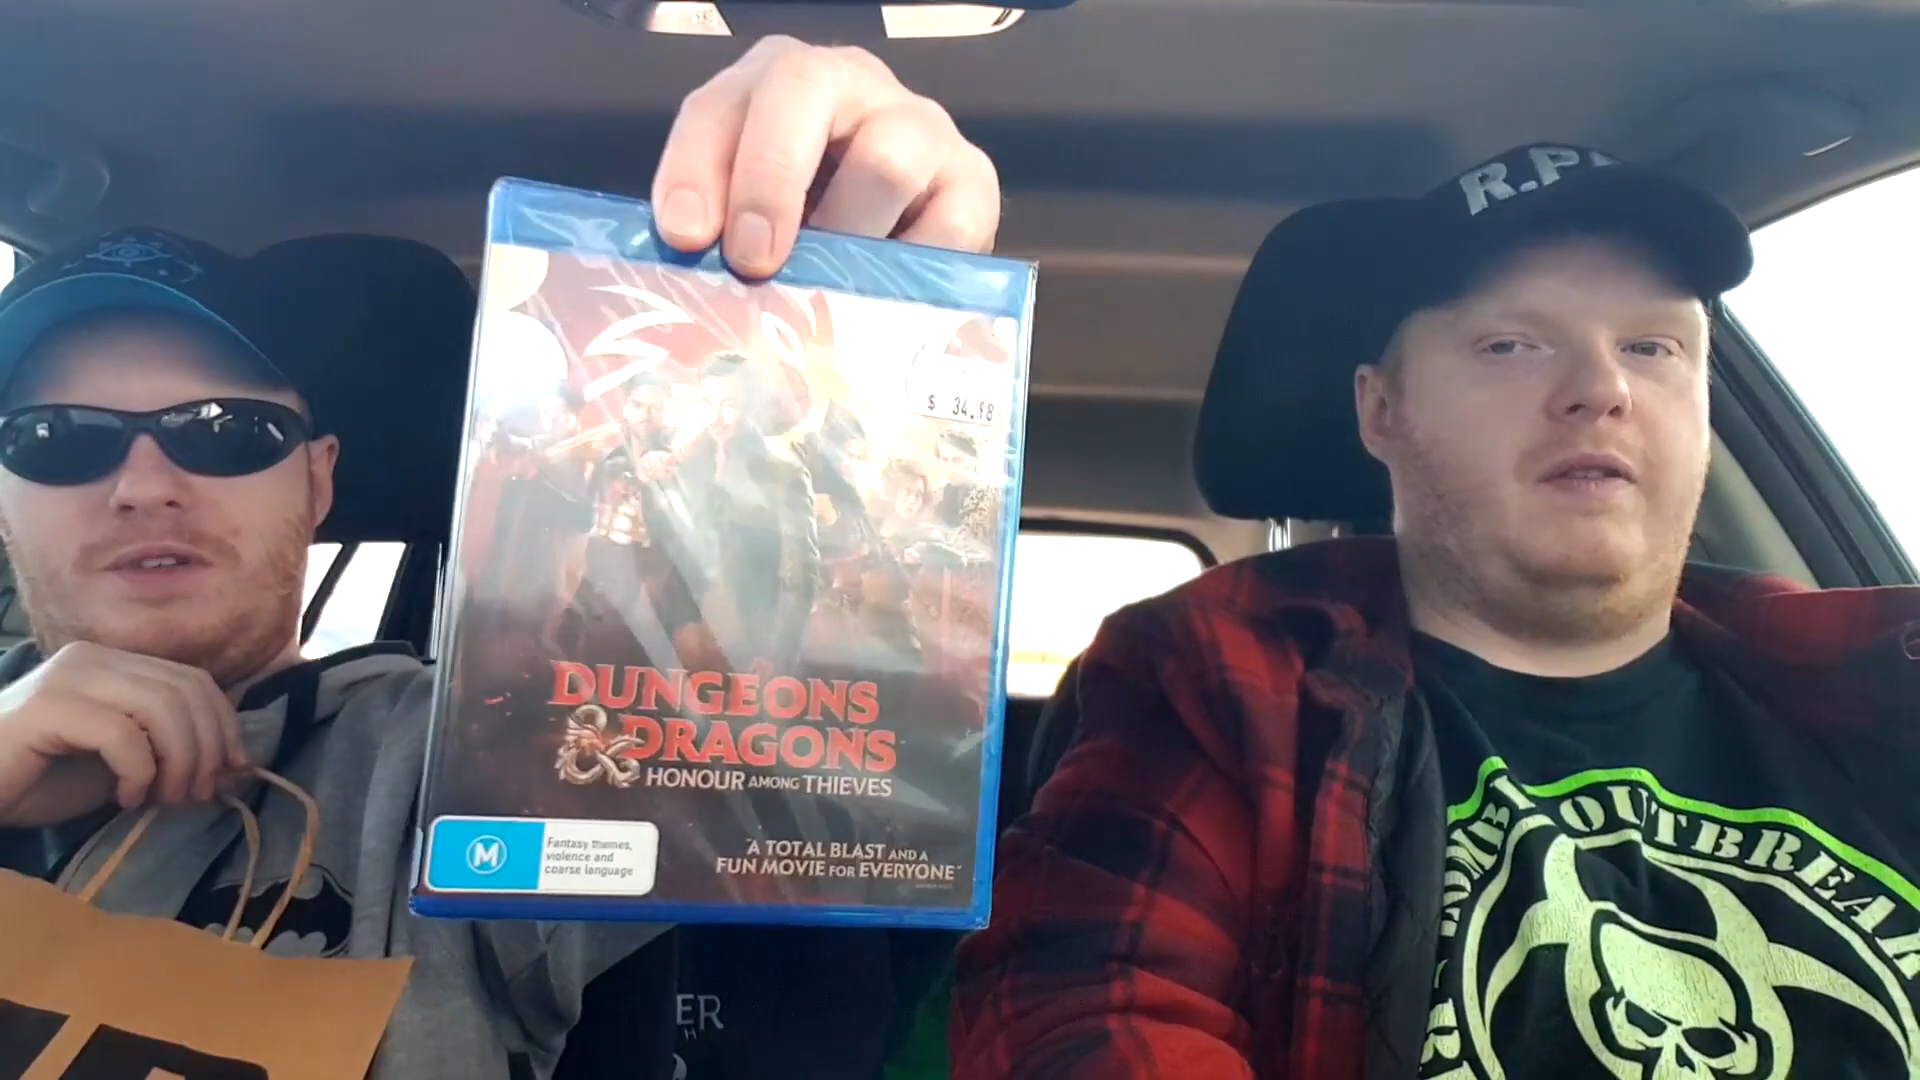 R.P.
$ 34.98
DUNGEONS
& DRAGONS
HONOUR AMONG THIEVES
M
Fantasy themes,
violence and
coarse language
"A TOTAL BLAST AND A
FUN MOVIE FOR EVERYONE"
OUTBREAK
ER
H